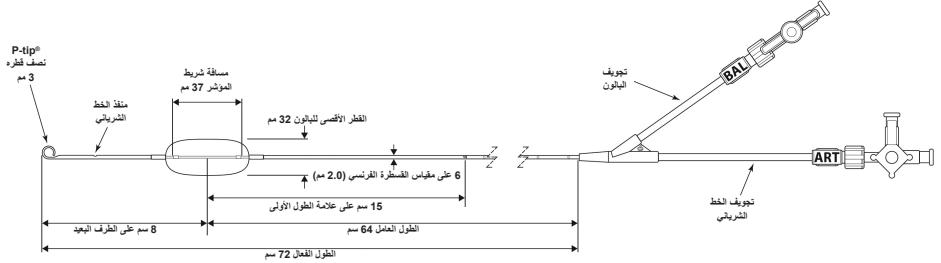 P-tip®
نصف قطره
3 مم
منفذ الخط
الشرياني
مسافة شريط
المؤشر 37 مم
القطر الأقصى للبالون 32 مم
6 على مقياس القسطرة الفرنسي (2.0 مم)
15 سم على علامة الطول الأولى
8 سم على الطرف البعيد
الطول العامل 64 سم
الطول الفعال 72 سم
تجويف
البالون
BAL
ART
تجويف الخط
الشرياني